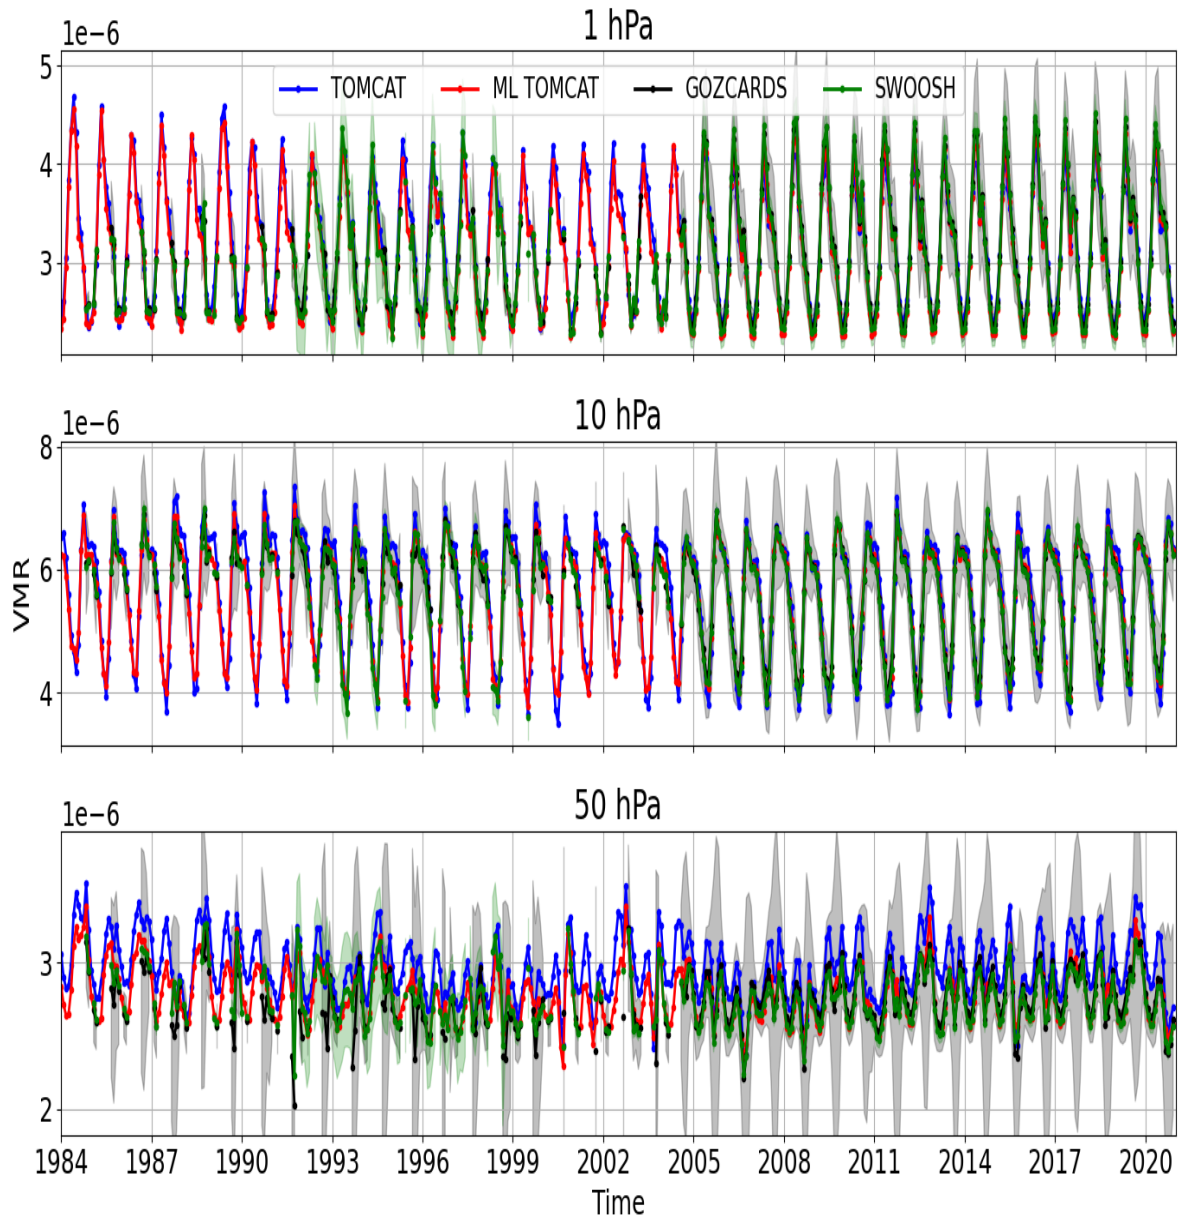 1 hPa
1e−6
TOMCAT ML TOMCAT GOZCARDS SWOOSH
5
4
3
10 hPa
1e−6
8
6
4
VMR
50 hPa
1e−6
3
2
1984 1987 1990 1993 1996 1999 2002 2005 2008 2011 2014 2017 2020
Time